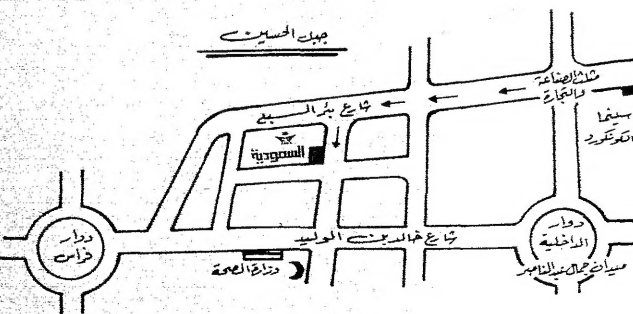 جبل الحسين
مثلث الصناعة
والتجارة
سينما
الكونكورد
شارع بئر السبع
السعودية
شارع خالد بن الوليد
دوار
الداخلية
ميدان جمال عبد الناصر
دوار
فراس
وزارة الصحة